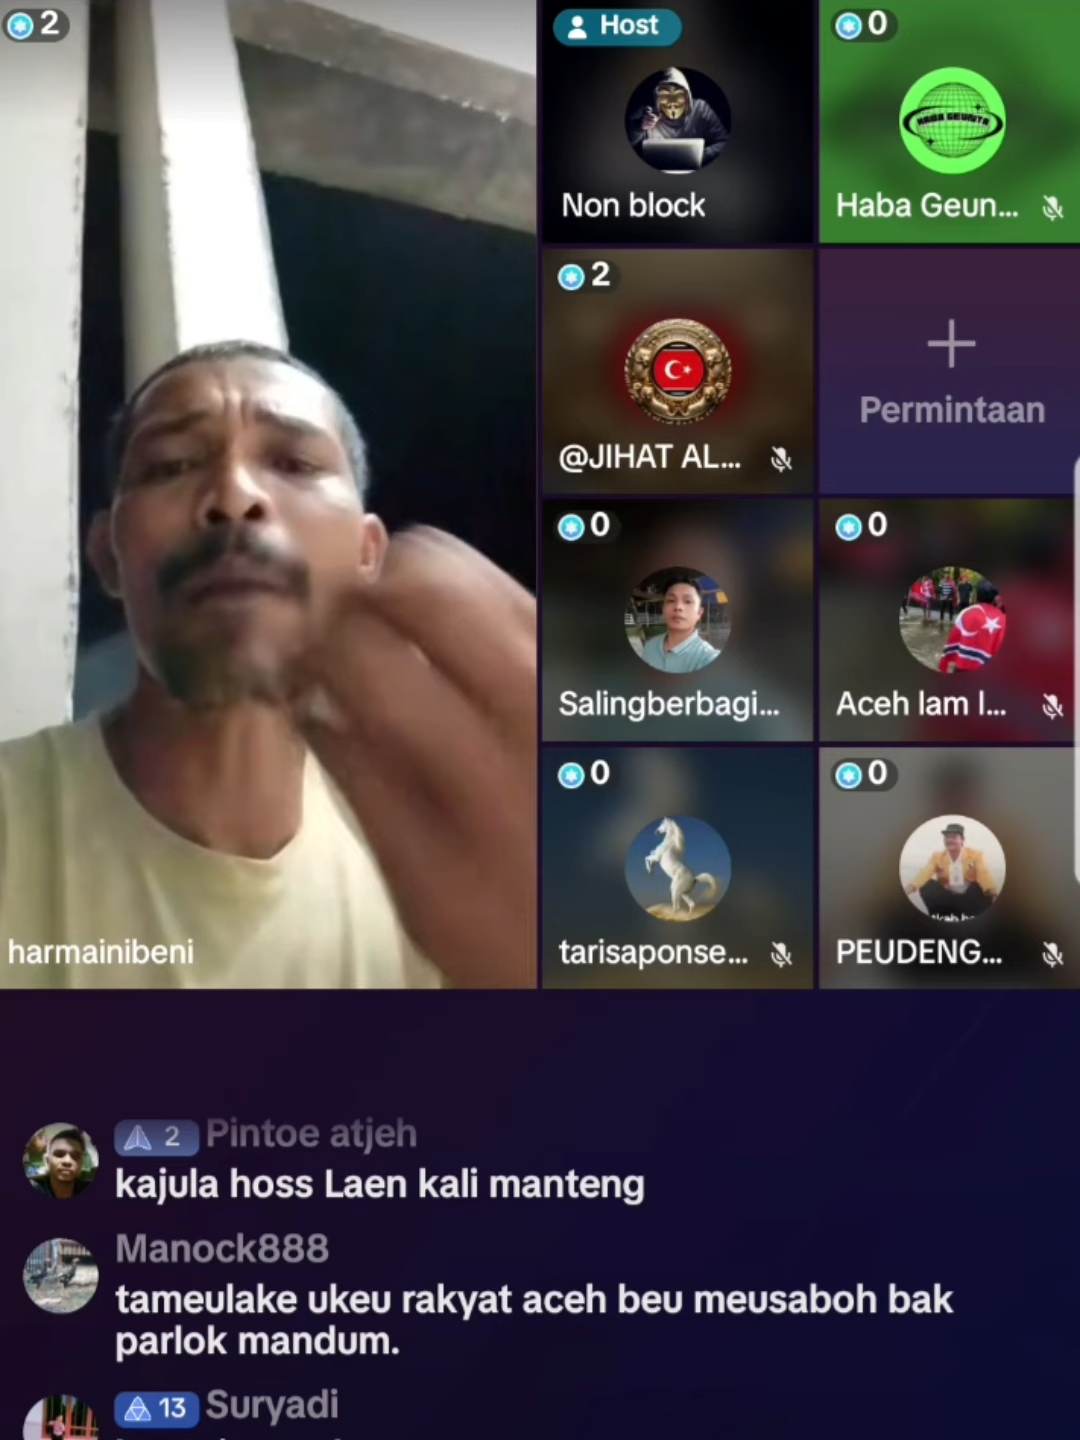 2
Host
0
Non block
Haba Geun...
2
@JIHAT AL...
Permintaan
0
0
Salingberbagi...
Aceh lam l...
0
0
harmainibeni
tarisaponse...
PEUDENG...
2 Pintoe atjeh
kajula hoss Laen kali manteng
Manock888
tameulake ukeu rakyat aceh beu meusaboh bak
parlok mandum.
13 Suryadi